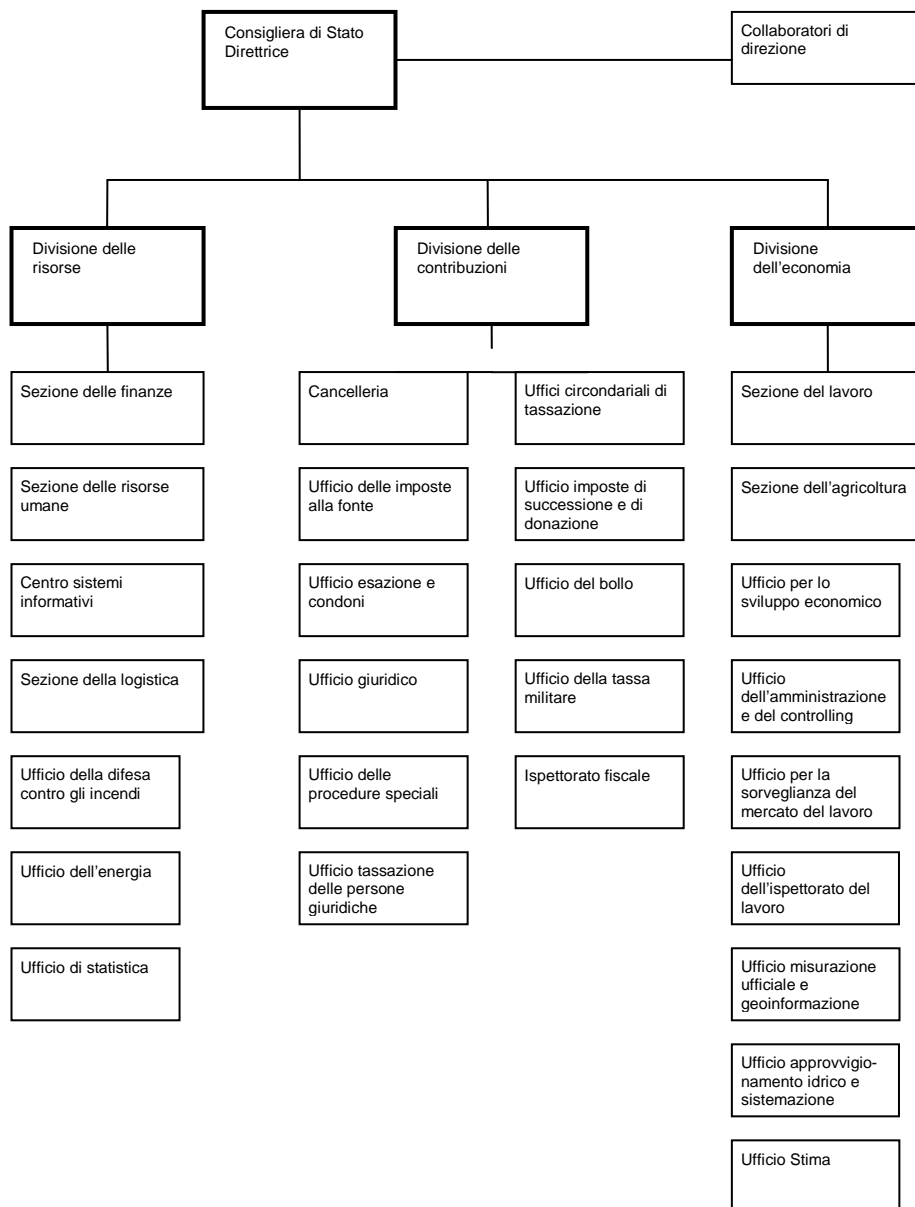 Consigliera di Stato
Direttrice
Collaboratori di
direzione
Divisione delle
risorse
Divisione delle
contribuzioni
Divisione
dell'economia
Sezione delle finanze
Sezione delle risorse
umane
Centro sistemi
informativi
Sezione della logistica
Ufficio della difesa
contro gli incendi
Ufficio dell'energia
Ufficio di statistica
Cancelleria
Ufficio delle imposte
alla fonte
Ufficio esazione e
condoni
Ufficio giuridico
Ufficio delle
procedure speciali
Ufficio tassazione
delle persone
giuridiche
Uffici circondariali di
tassazione
Ufficio imposte di
successione e di
donazione
Ufficio del bollo
Ufficio della tassa
militare
Ispettorato fiscale
Sezione del lavoro
Sezione dell'agricoltura
Ufficio per lo
sviluppo economico
Ufficio
dell'amministrazione
e del controlling
Ufficio per la
sorveglianza del
mercato del lavoro
Ufficio
dell'ispettorato del
lavoro
Ufficio misurazione
ufficiale e
geoinformazione
Ufficio approvvigio-
namento idrico e
sistemazione
Ufficio Stima